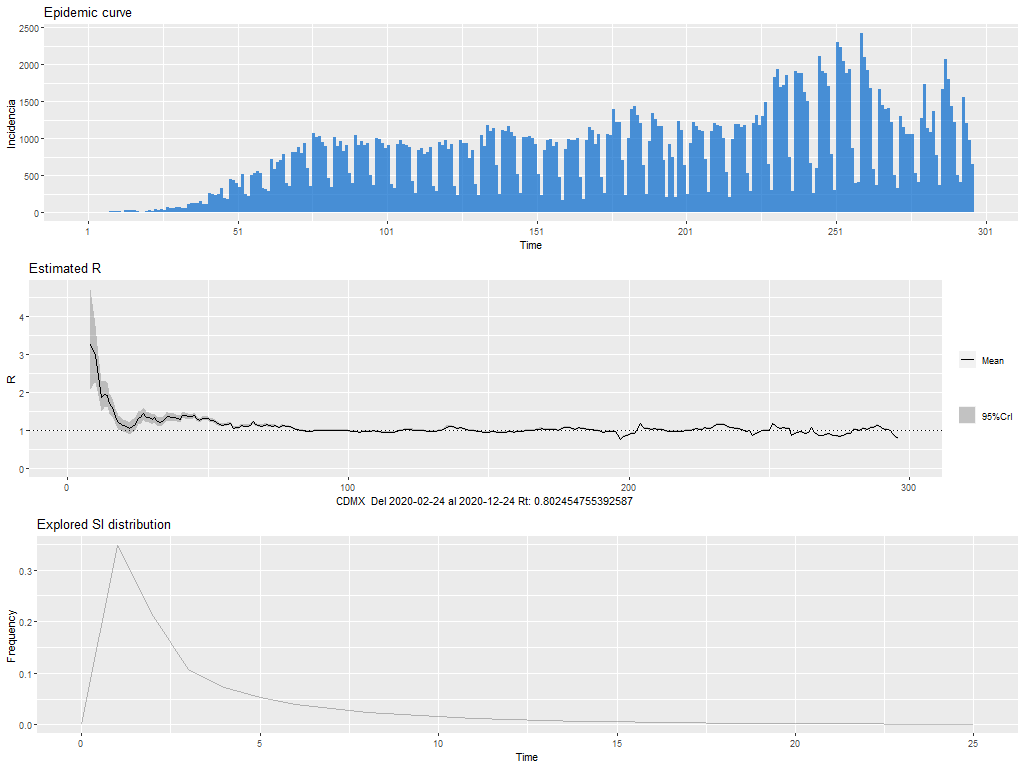 Epidemic curve
2500
2000
1500
1000
500
0
Incidencia
1 51 101 151 201 251 301
Time
Estimated R
4
3
2
1
0
R
Mean
95%CrI
0 100 200 300
CDMX Del 2020-02-24 al 2020-12-24 Rt: 0.802454755392587
Explored SI distribution
0.3
0.2
0.1
0.0
Frequency
0 5 10 15 20 25
Time